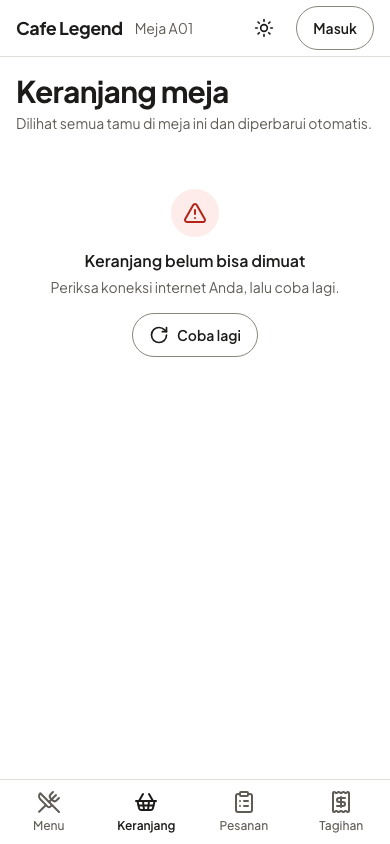 Cafe Legend Meja A01 Masuk
Keranjang meja
Dilihat semua tamu di meja ini dan diperbarui otomatis.
Keranjang belum bisa dimuat
Periksa koneksi internet Anda, lalu coba lagi.
Coba lagi
Menu Keranjang Pesanan Tagihan